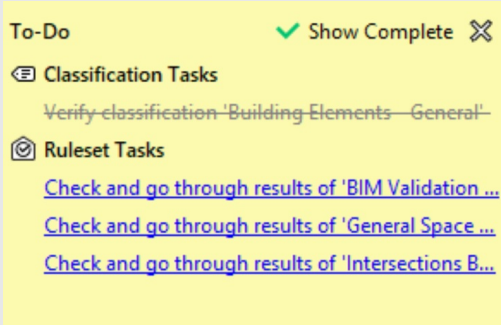 To-Do Show Complete
Classification Tasks
Verify classification 'Building Elements - General'
Ruleset Tasks
Check and go through results of 'BIM Validation ...
Check and go through results of 'General Space ...
Check and go through results of 'Intersections B...